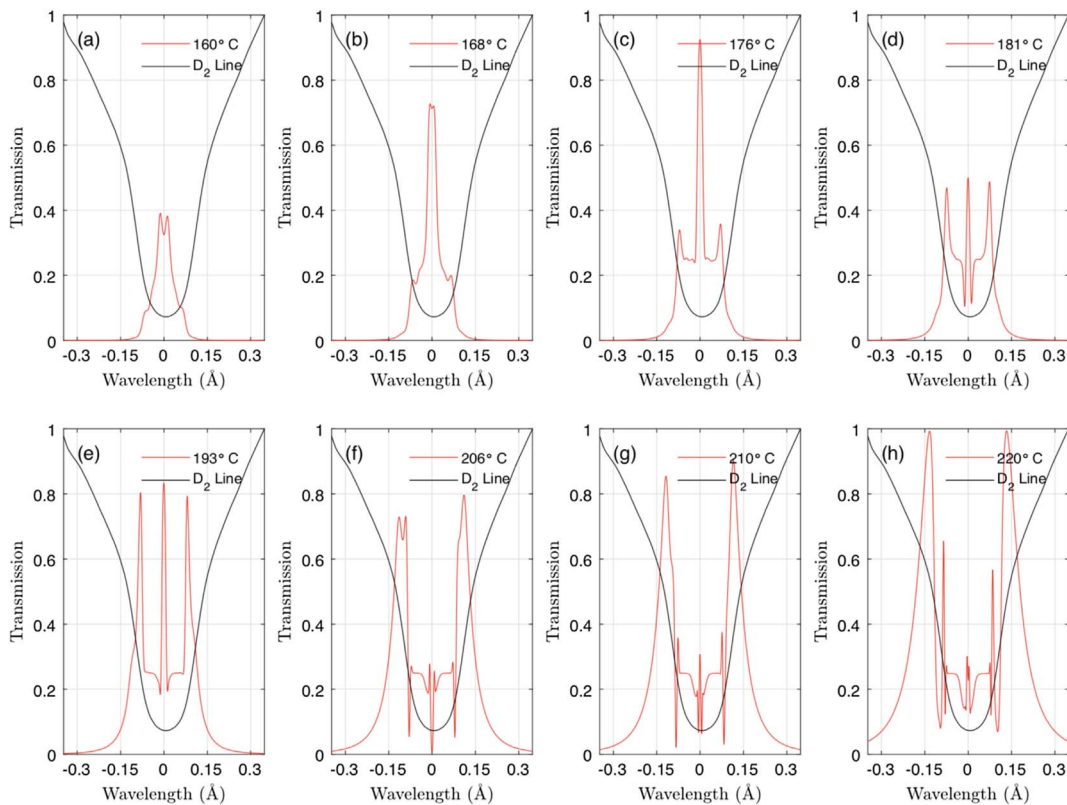 (a)
160° C
D2 Line
1
0.8
0.6
0.4
0.2
0
Transmission
-0.3 -0.15 0 0.15 0.3
Wavelength (Å)
(b)
168° C
D2 Line
1
0.8
0.6
0.4
0.2
0
Transmission
-0.3 -0.15 0 0.15 0.3
Wavelength (Å)
(c)
176° C
D2 Line
1
0.8
0.6
0.4
0.2
0
Transmission
-0.3 -0.15 0 0.15 0.3
Wavelength (Å)
(d)
181° C
D2 Line
1
0.8
0.6
0.4
0.2
0
Transmission
-0.3 -0.15 0 0.15 0.3
Wavelength (Å)
(e)
193° C
D2 Line
1
0.8
0.6
0.4
0.2
0
Transmission
-0.3 -0.15 0 0.15 0.3
Wavelength (Å)
(f)
206° C
D2 Line
1
0.8
0.6
0.4
0.2
0
Transmission
-0.3 -0.15 0 0.15 0.3
Wavelength (Å)
(g)
210° C
D2 Line
1
0.8
0.6
0.4
0.2
0
Transmission
-0.3 -0.15 0 0.15 0.3
Wavelength (Å)
(h)
220° C
D2 Line
1
0.8
0.6
0.4
0.2
0
Transmission
-0.3 -0.15 0 0.15 0.3
Wavelength (Å)